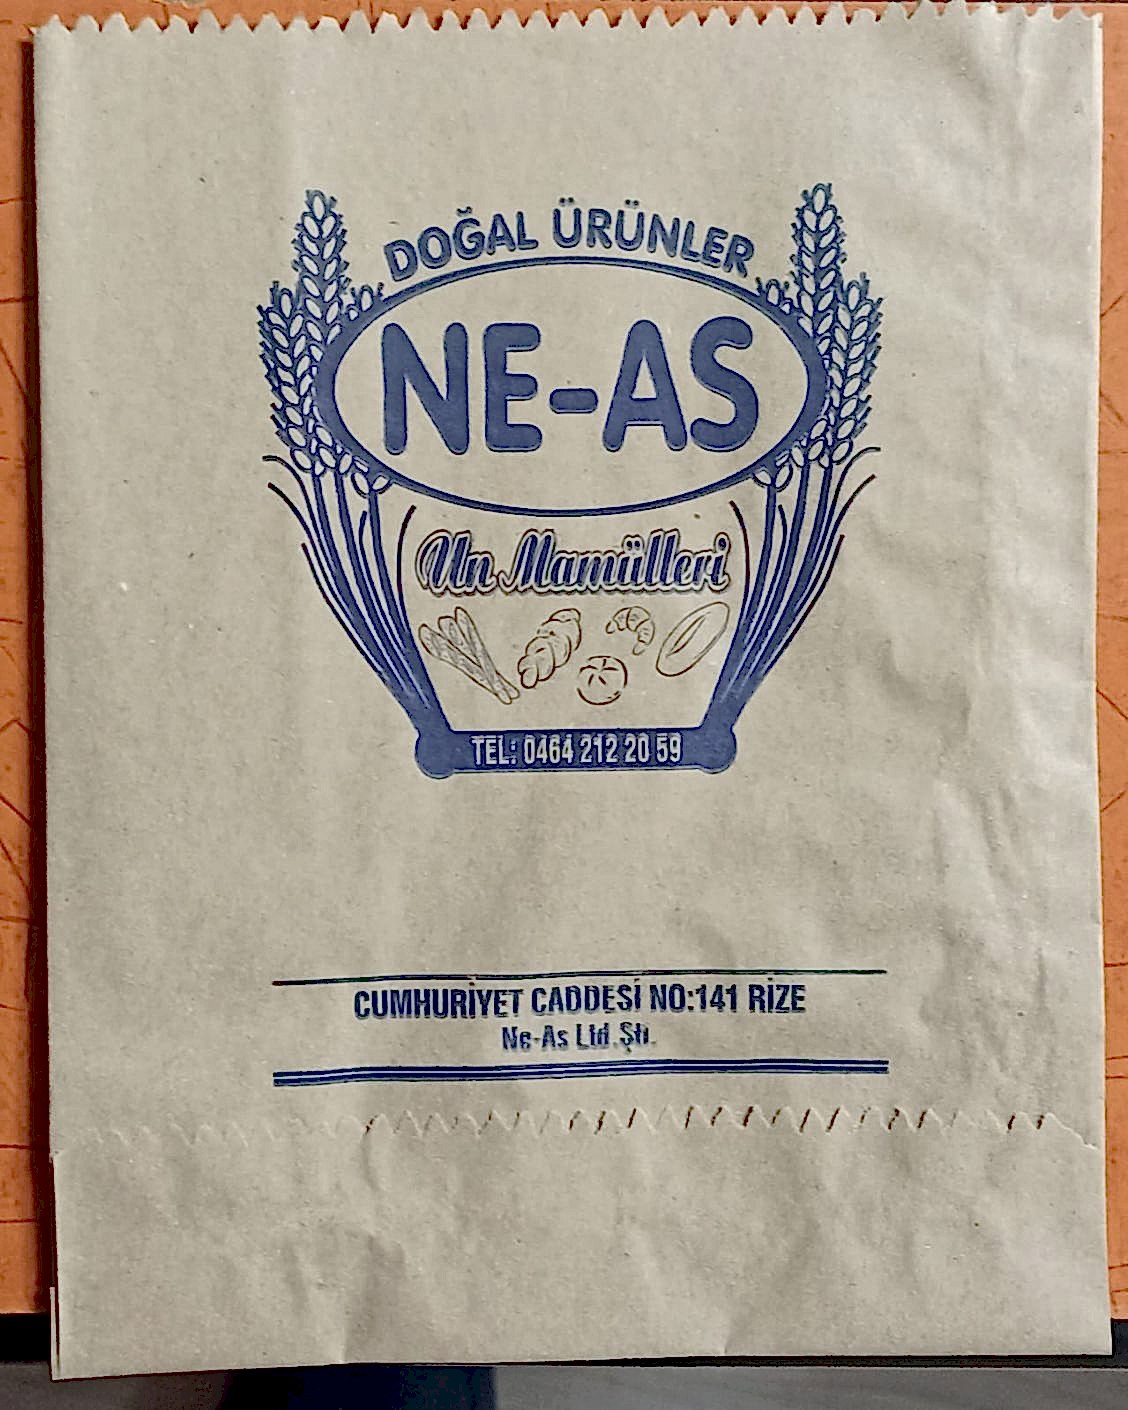 DOĞAL ÜRÜNLER
NE-AS
Un Mamülleri
TEL: 0464 212 20 59
CUMHURİYET CADDESİ NO:141 RİZE
Ne-As Ltd.Şti.